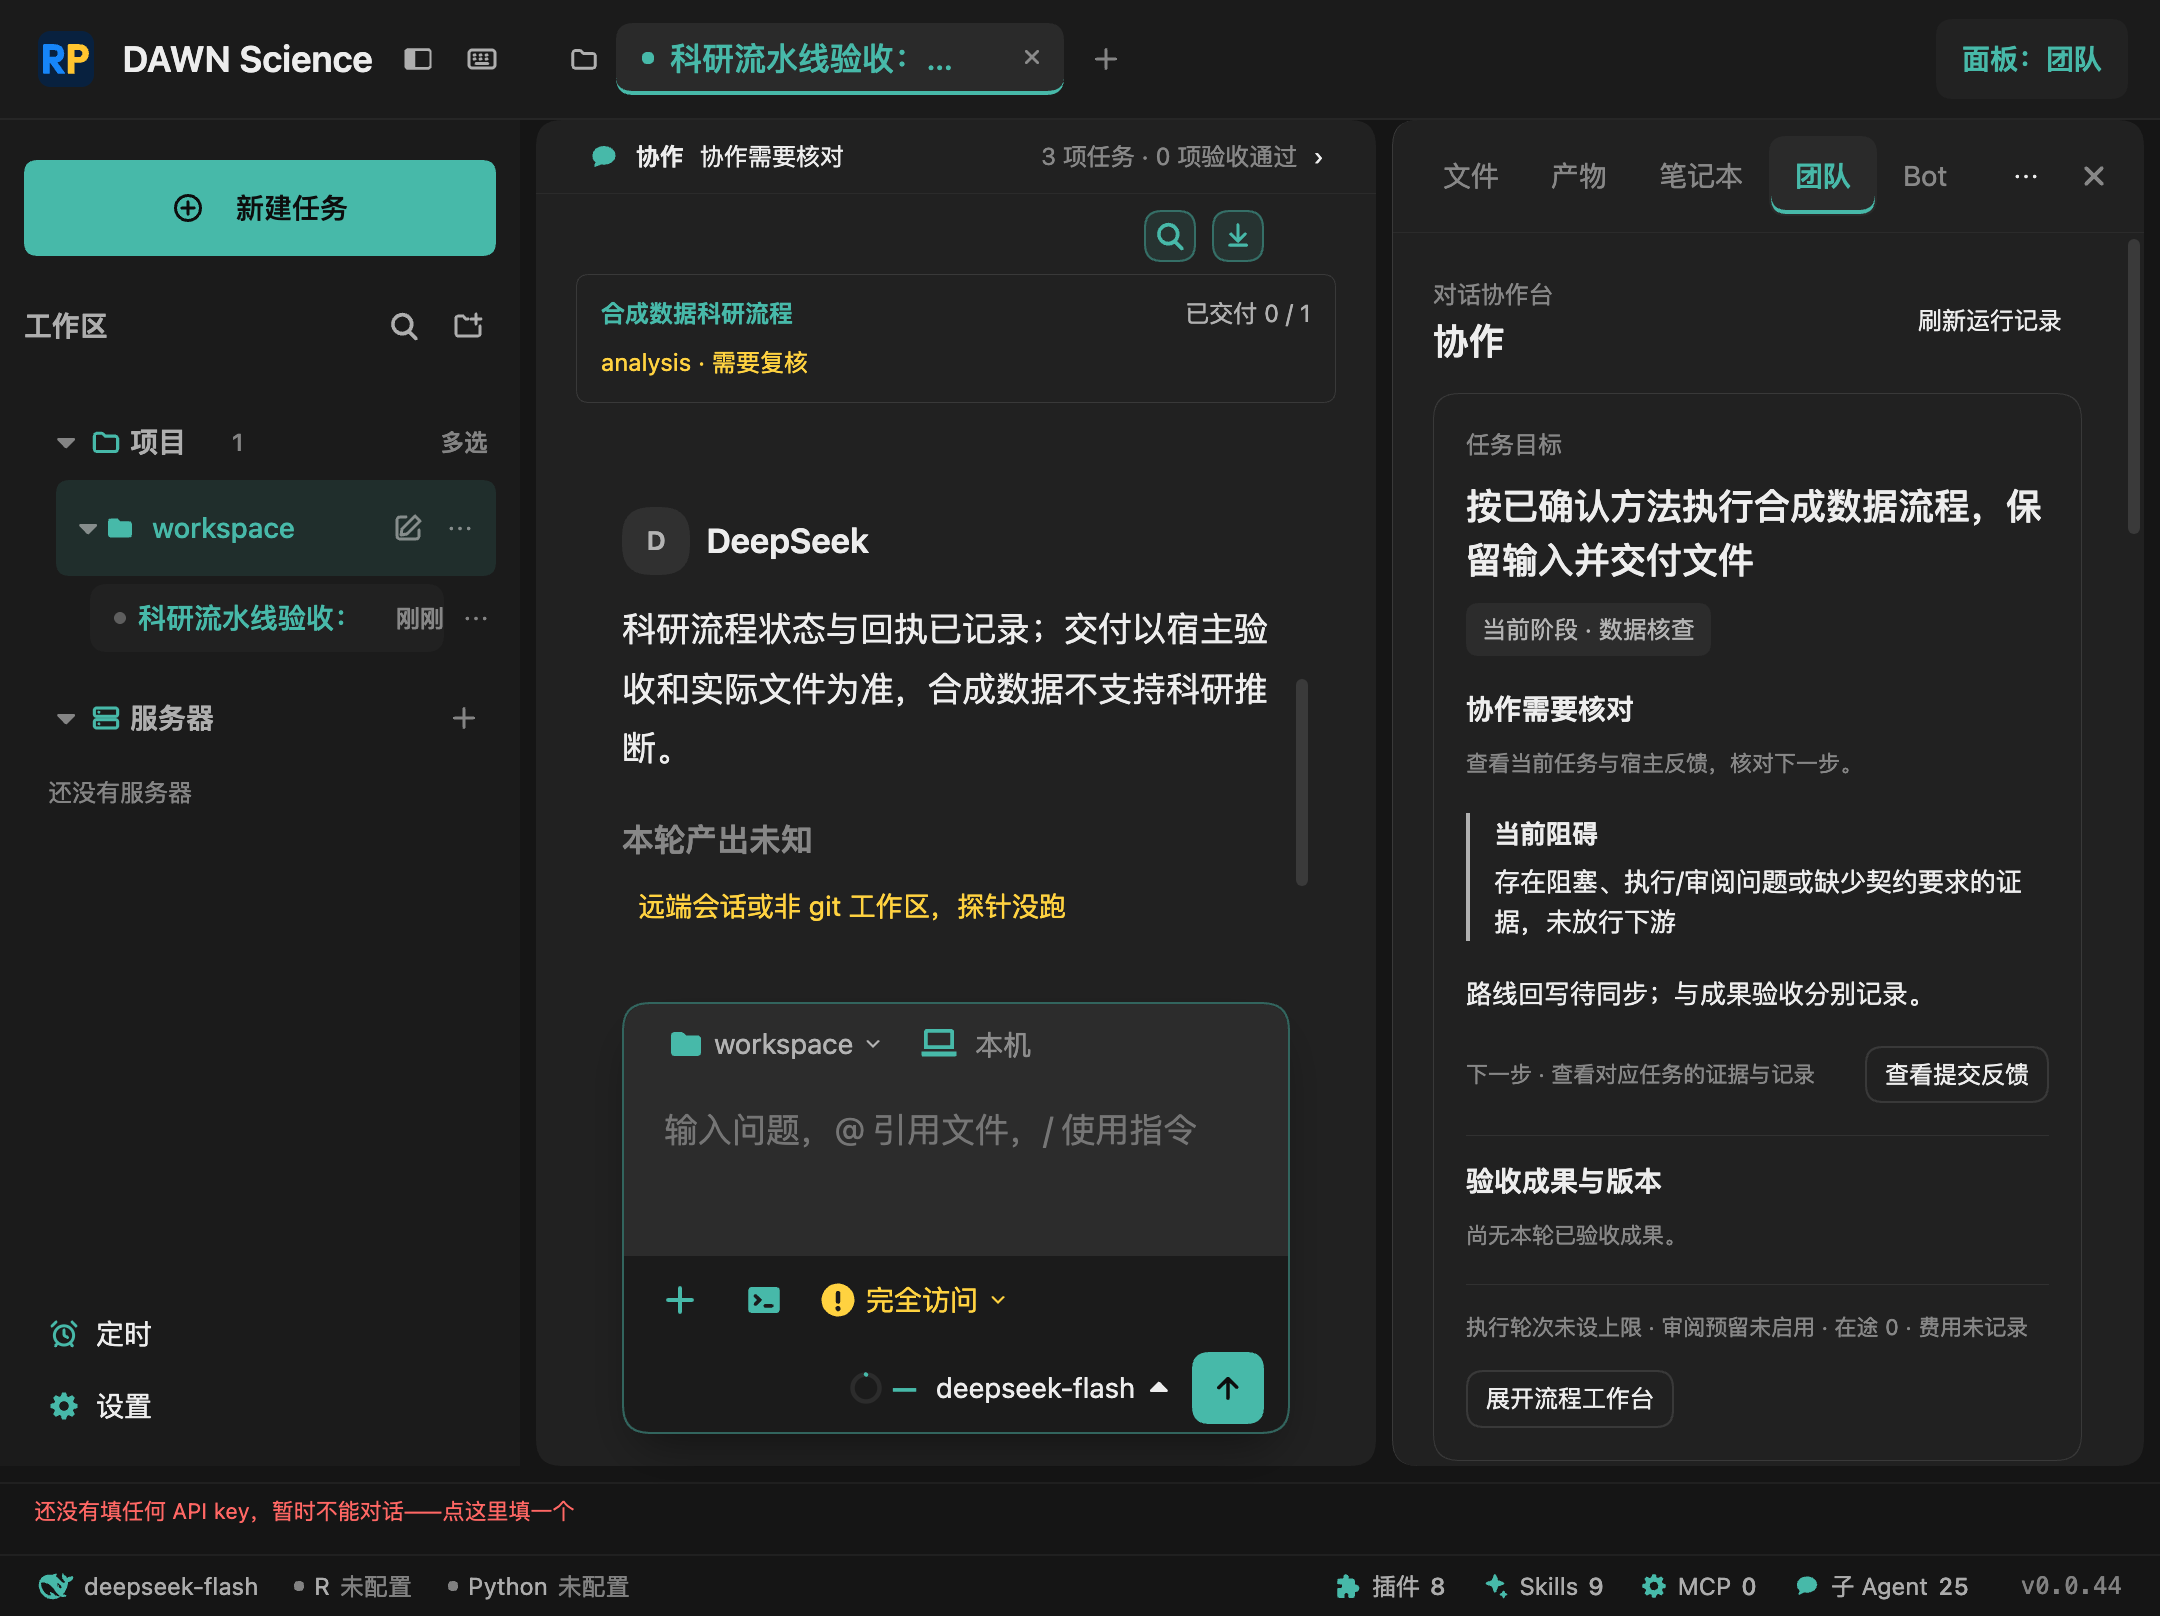 RP DAWN Science
科研流水线验收：...
面板：团队
新建任务
工作区
项目 1 多选
workspace
科研流水线验收： 刚刚
服务器
还没有服务器
定时
设置
协作 协作需要核对 3 项任务 · 0 项验收通过 ›
合成数据科研流程 已交付 0 / 1
analysis · 需要复核
D DeepSeek
科研流程状态与回执已记录；交付以宿主验
收和实际文件为准，合成数据不支持科研推
断。
本轮产出未知
远端会话或非 git 工作区，探针没跑
workspace 本机
输入问题，@ 引用文件，/ 使用指令
完全访问
deepseek-flash
文件 产物 笔记本 团队 Bot
对话协作台
协作
刷新运行记录
任务目标
按已确认方法执行合成数据流程，保
留输入并交付文件
当前阶段 · 数据核查
协作需要核对
查看当前任务与宿主反馈，核对下一步。
当前阻碍
存在阻塞、执行/审阅问题或缺少契约要求的证
据，未放行下游
路线回写待同步；与成果验收分别记录。
下一步 · 查看对应任务的证据与记录 查看提交反馈
验收成果与版本
尚无本轮已验收成果。
执行轮次未设上限 · 审阅预留未启用 · 在途 0 · 费用未记录
展开流程工作台
还没有填任何 API key，暂时不能对话——点这里填一个
deepseek-flash R 未配置 Python 未配置 插件 8 Skills 9 MCP 0 子 Agent 25 v0.0.44